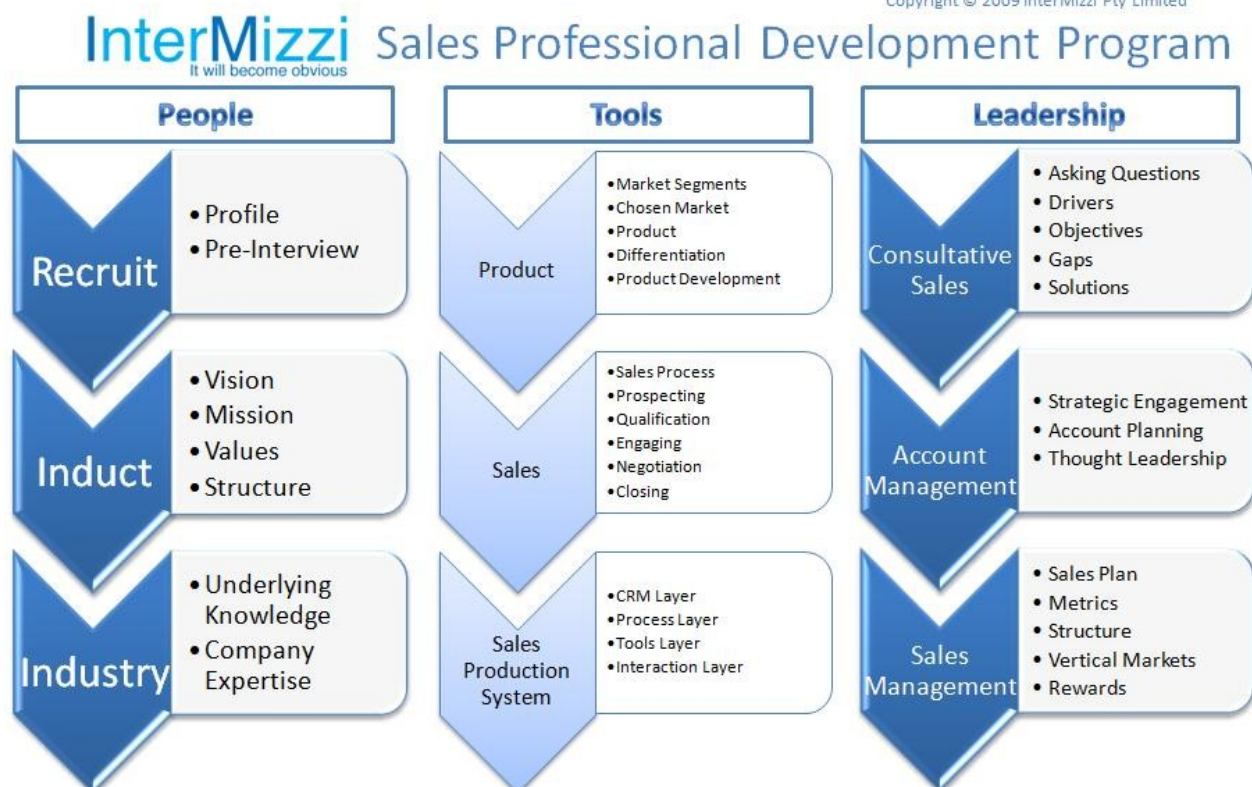 Copyright © 2009 InterMizzi Pty Limited
InterMizzi Sales Professional Development Program
It will become obvious
People
Recruit
• Profile
• Pre-Interview
Induct
• Vision
• Mission
• Values
• Structure
Industry
• Underlying
Knowledge
• Company
Expertise
Tools
Product
•Market Segments
•Chosen Market
•Product
•Differentiation
•Product Development
Sales
•Sales Process
•Prospecting
•Qualification
•Engaging
•Negotiation
•Closing
Sales
Production
System
•CRM Layer
•Process Layer
•Tools Layer
•Interaction Layer
Leadership
Consultative
Sales
• Asking Questions
• Drivers
• Objectives
• Gaps
• Solutions
Account
Management
• Strategic Engagement
• Account Planning
• Thought Leadership
Sales
Management
• Sales Plan
• Metrics
• Structure
• Vertical Markets
• Rewards